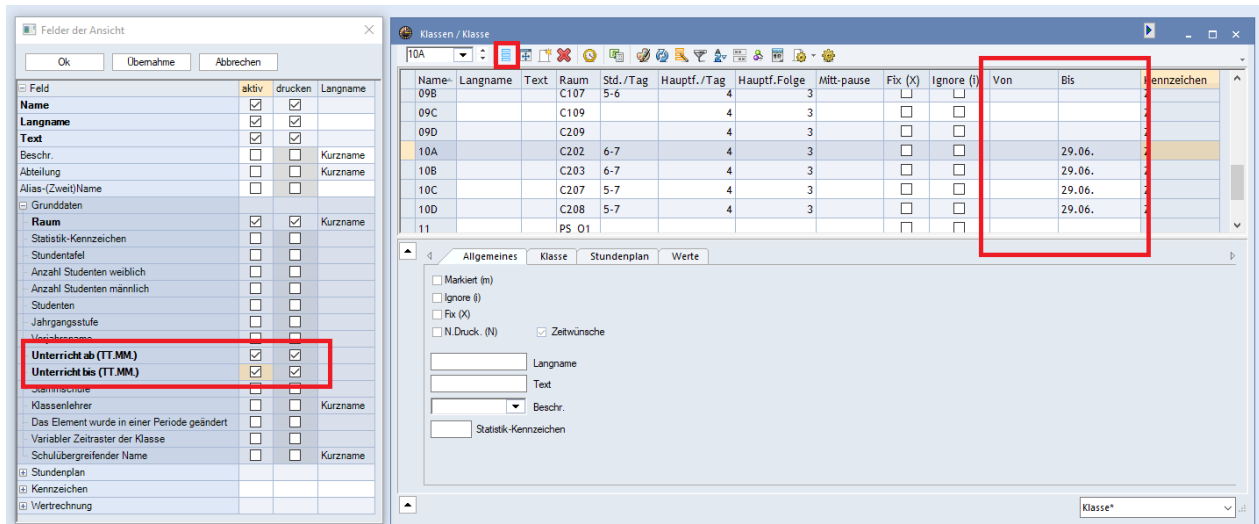 Felder der Ansicht
Ok Übernahme Abbrechen
Feld aktiv drucken Langname
Name
Langname
Text
Beschr. Kurzname
Abteilung Kurzname
Alias-(Zweit)Name
Grunddaten
Raum Kurzname
Statistik-Kennzeichen
Stundentafel
Anzahl Studenten weiblich
Anzahl Studenten männlich
Studenten
Jahrgangsstufe
Vorjahrsname
Unterricht ab (TT.MM.)
Unterricht bis (TT.MM.)
Stammschule
Klassenlehrer Kurzname
Das Element wurde in einer Periode geändert
Variabler Zeitraster der Klasse
Schulübergreifender Name Kurzname
Stundenplan
Kennzeichen
Wertrechnung
Klassen / Klasse
10A
Name Langname Text Raum Std./Tag Hauptf./Tag Hauptf.Folge Mitt-pause Fix (X) Ignore (i) Von Bis Kennzeichen
09B C107 5-6 4 3
09C C109 4 3
09D C209 4 3
10A C202 6-7 4 3 29.06.
10B C203 6-7 4 3 29.06.
10C C207 5-7 4 3 29.06.
10D C208 5-7 4 3 29.06.
11 PS_O1
Allgemeines Klasse Stundenplan Werte
Markiert (m)
Ignore (i)
Fix (X)
N.Druck. (N) Zeitwünsche
Langname
Text
Beschr.
Statistik-Kennzeichen
Klasse*